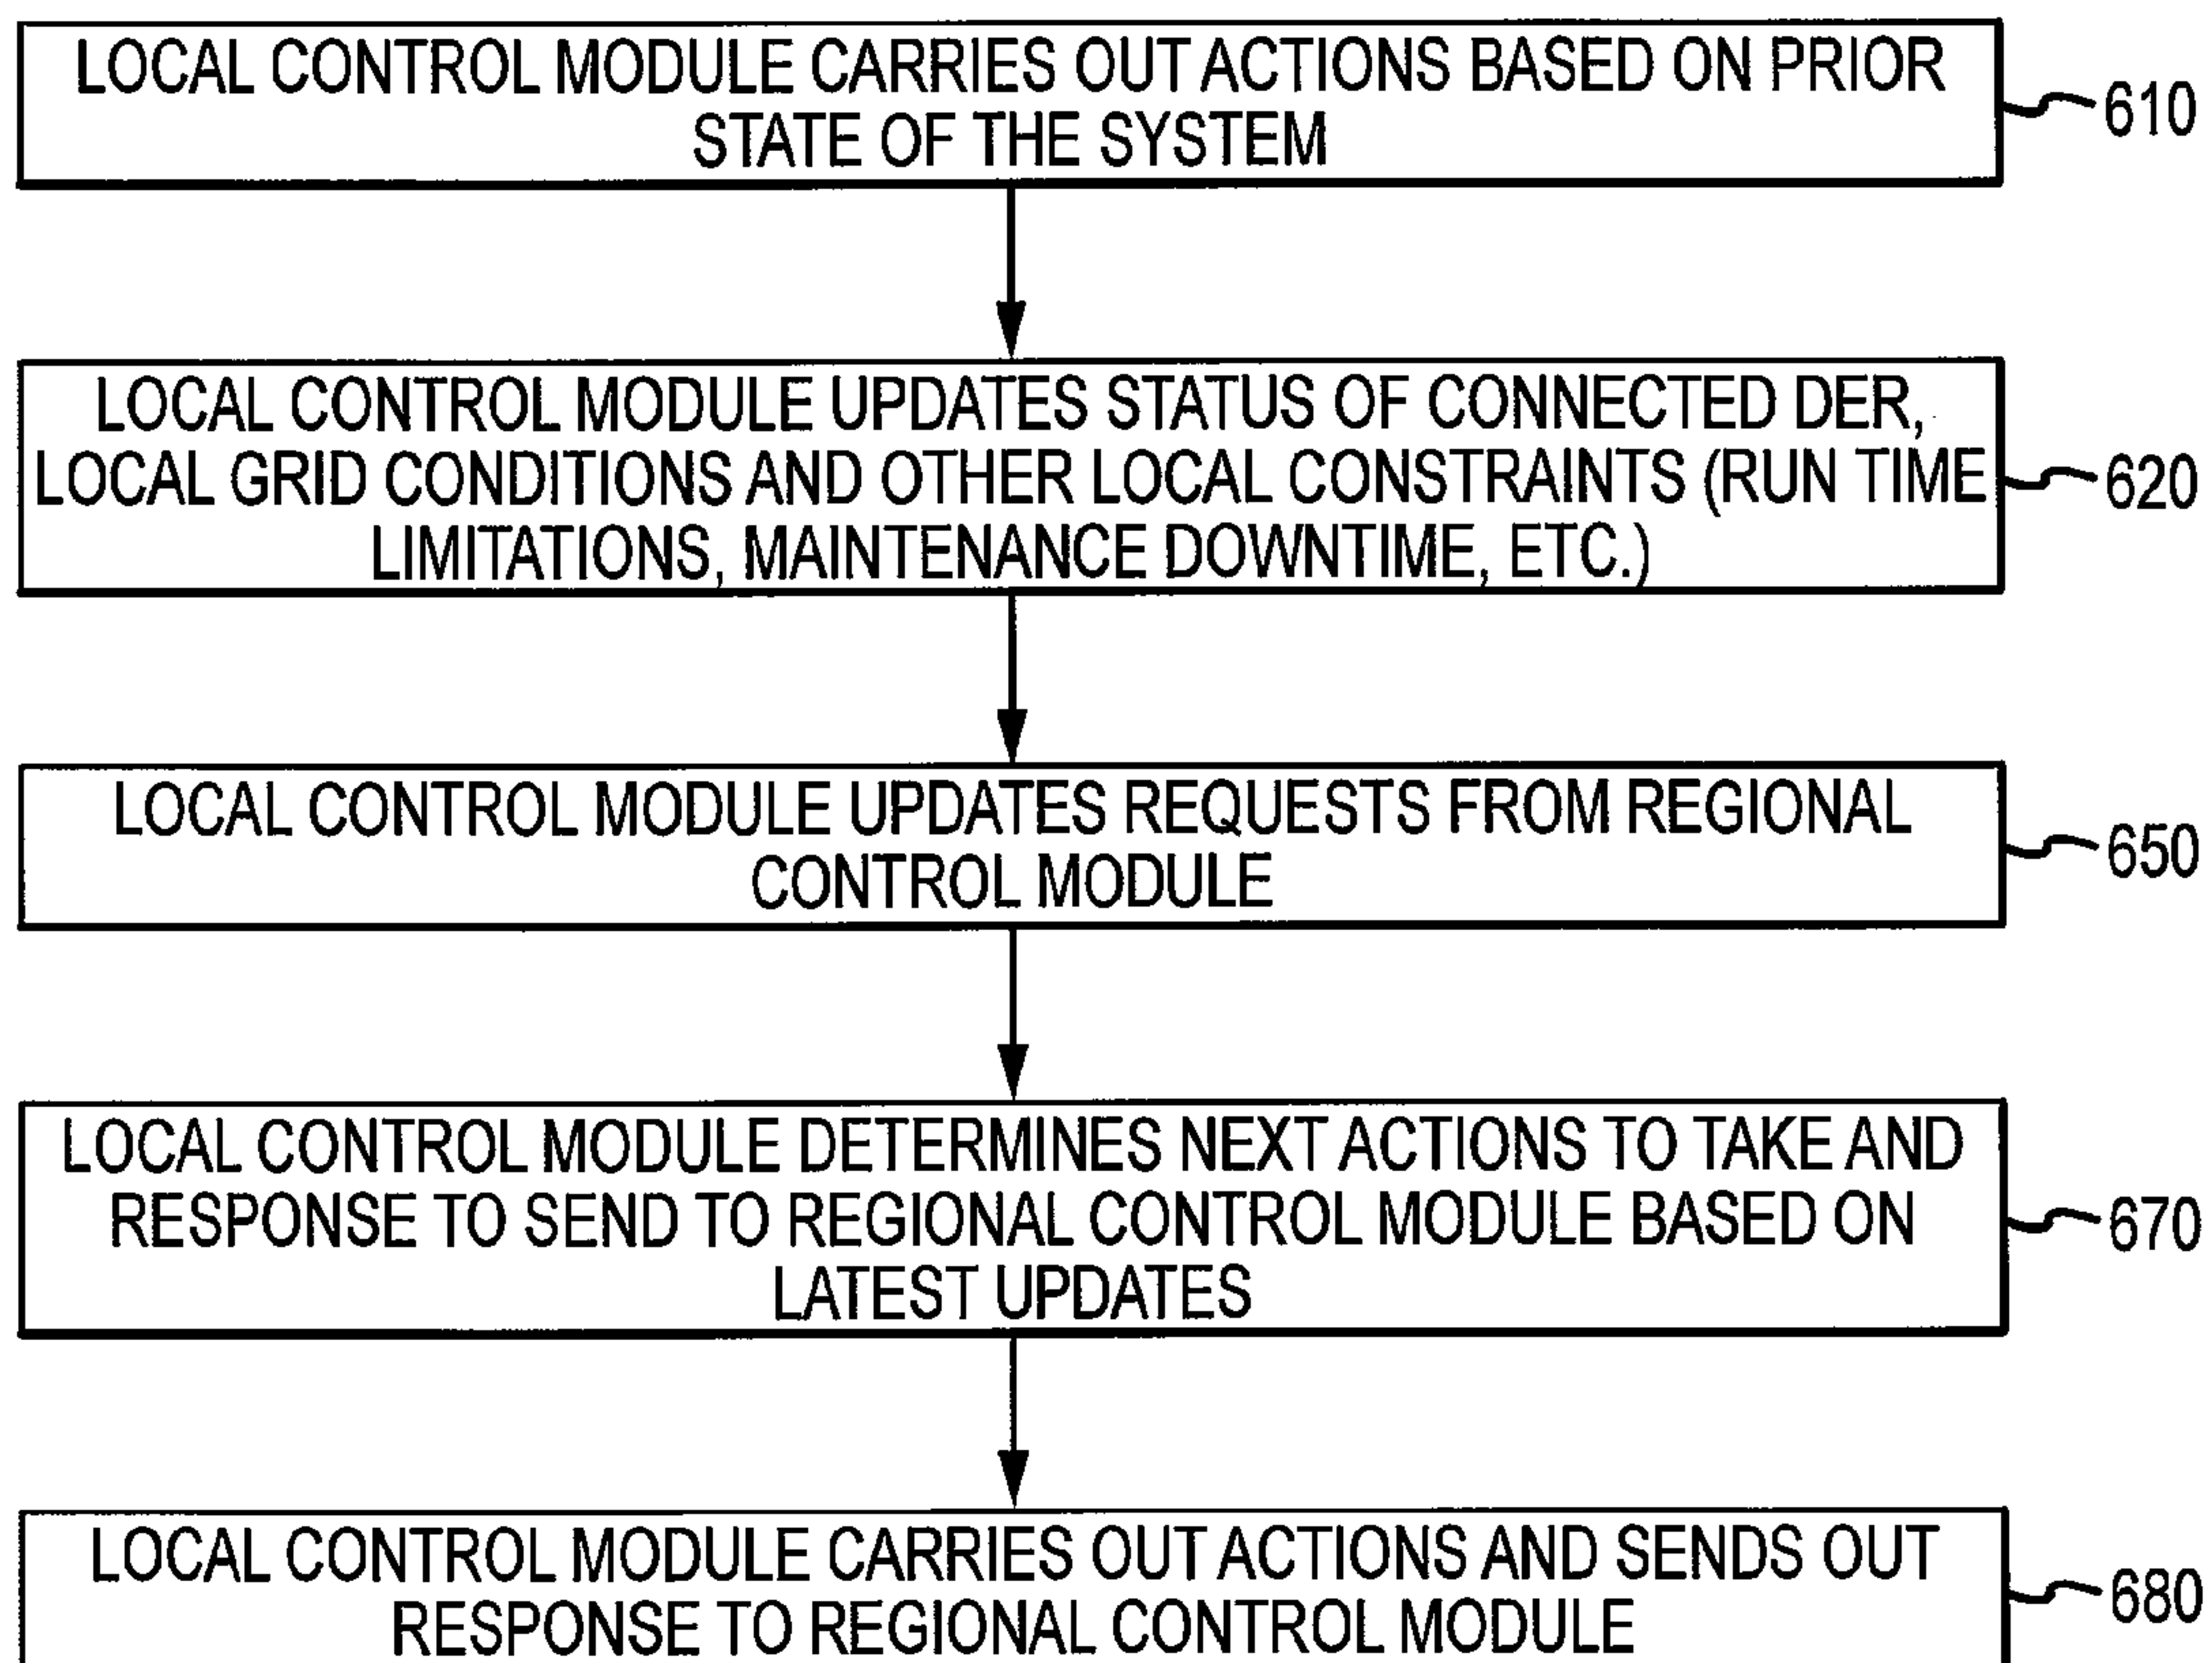 LOCAL CONTROL MODULE CARRIES OUT ACTIONS BASED ON PRIOR
STATE OF THE SYSTEM
610
LOCAL CONTROL MODULE UPDATES STATUS OF CONNECTED DER,
LOCAL GRID CONDITIONS AND OTHER LOCAL CONSTRAINTS (RUN TIME
LIMITATIONS, MAINTENANCE DOWNTIME, ETC.)
620
LOCAL CONTROL MODULE UPDATES REQUESTS FROM REGIONAL
CONTROL MODULE
650
LOCAL CONTROL MODULE DETERMINES NEXT ACTIONS TO TAKE AND
RESPONSE TO SEND TO REGIONAL CONTROL MODULE BASED ON
LATEST UPDATES
670
LOCAL CONTROL MODULE CARRIES OUT ACTIONS AND SENDS OUT
RESPONSE TO REGIONAL CONTROL MODULE
680